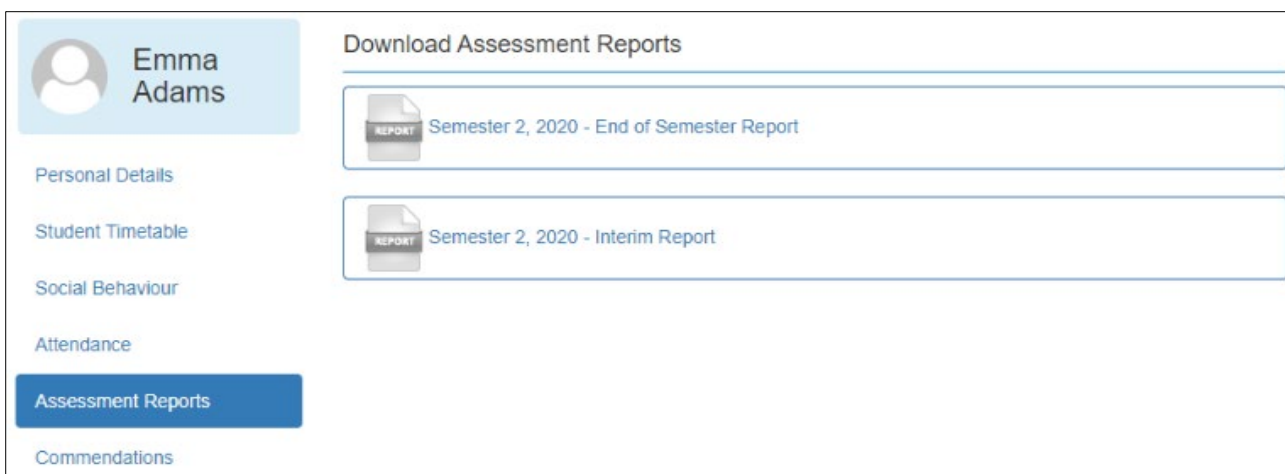 Emma
Adams
Personal Details
Student Timetable
Social Behaviour
Attendance
Assessment Reports
Commendations
Download Assessment Reports
REPORT
Semester 2, 2020 - End of Semester Report
REPORT
Semester 2, 2020 - Interim Report